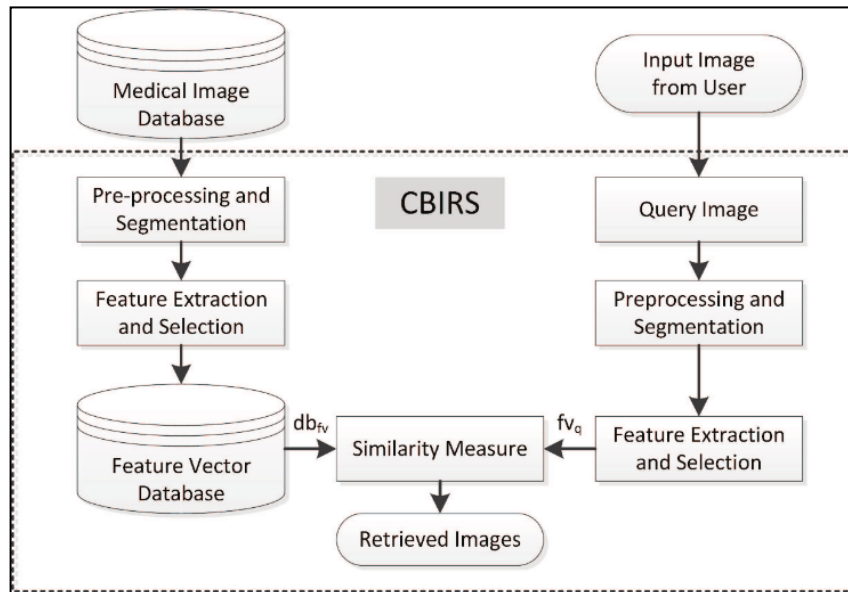 Medical Image
Database
Input Image
from User
Pre-processing and
Segmentation
CBIRS
Query Image
Feature Extraction
and Selection
Preprocessing and
Segmentation
Feature Vector
Database
db_fv
Similarity Measure
fv_q
Feature Extraction
and Selection
Retrieved Images